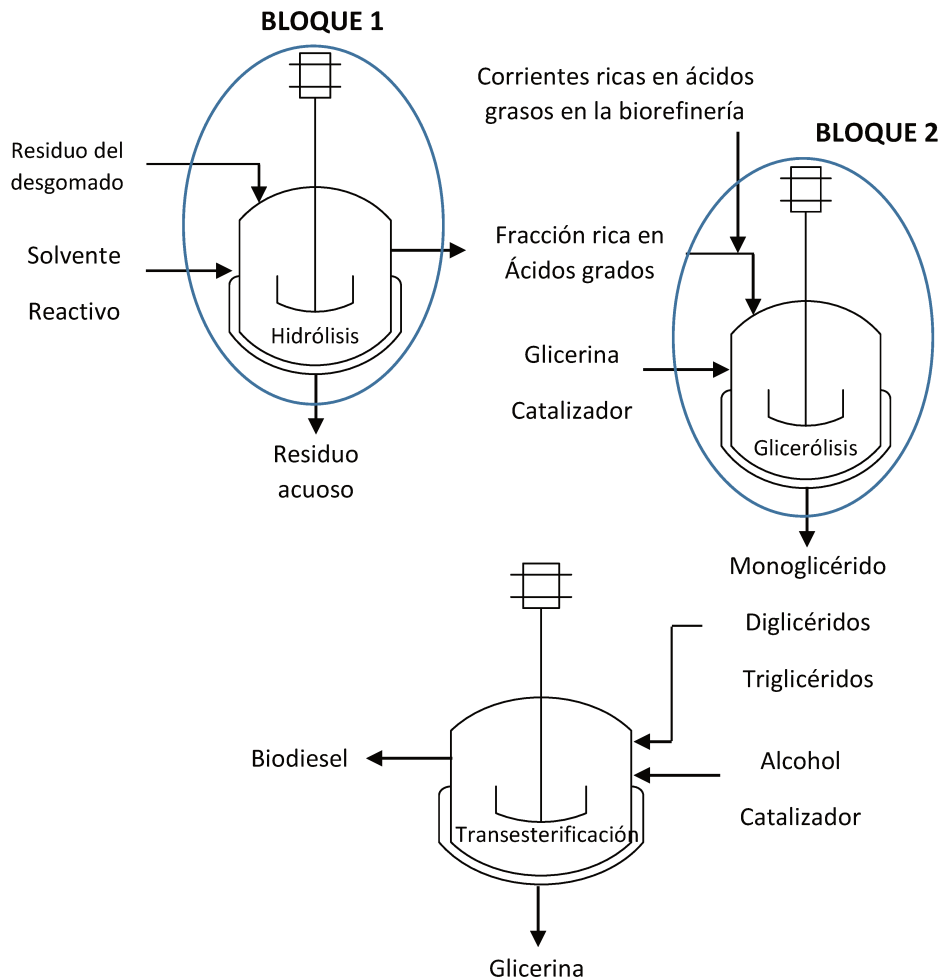 BLOQUE 1
Residuo del
desgomado
Solvente
Reactivo
Hidrólisis
Residuo
acuoso
Corrientes ricas en ácidos
grasos en la biorefinería
BLOQUE 2
Fracción rica en
Ácidos grados
Glicerina
Catalizador
Glicerólisis
Monoglicérido
Diglicéridos
Triglicéridos
Alcohol
Catalizador
Biodiesel
Transesterificación
Glicerina